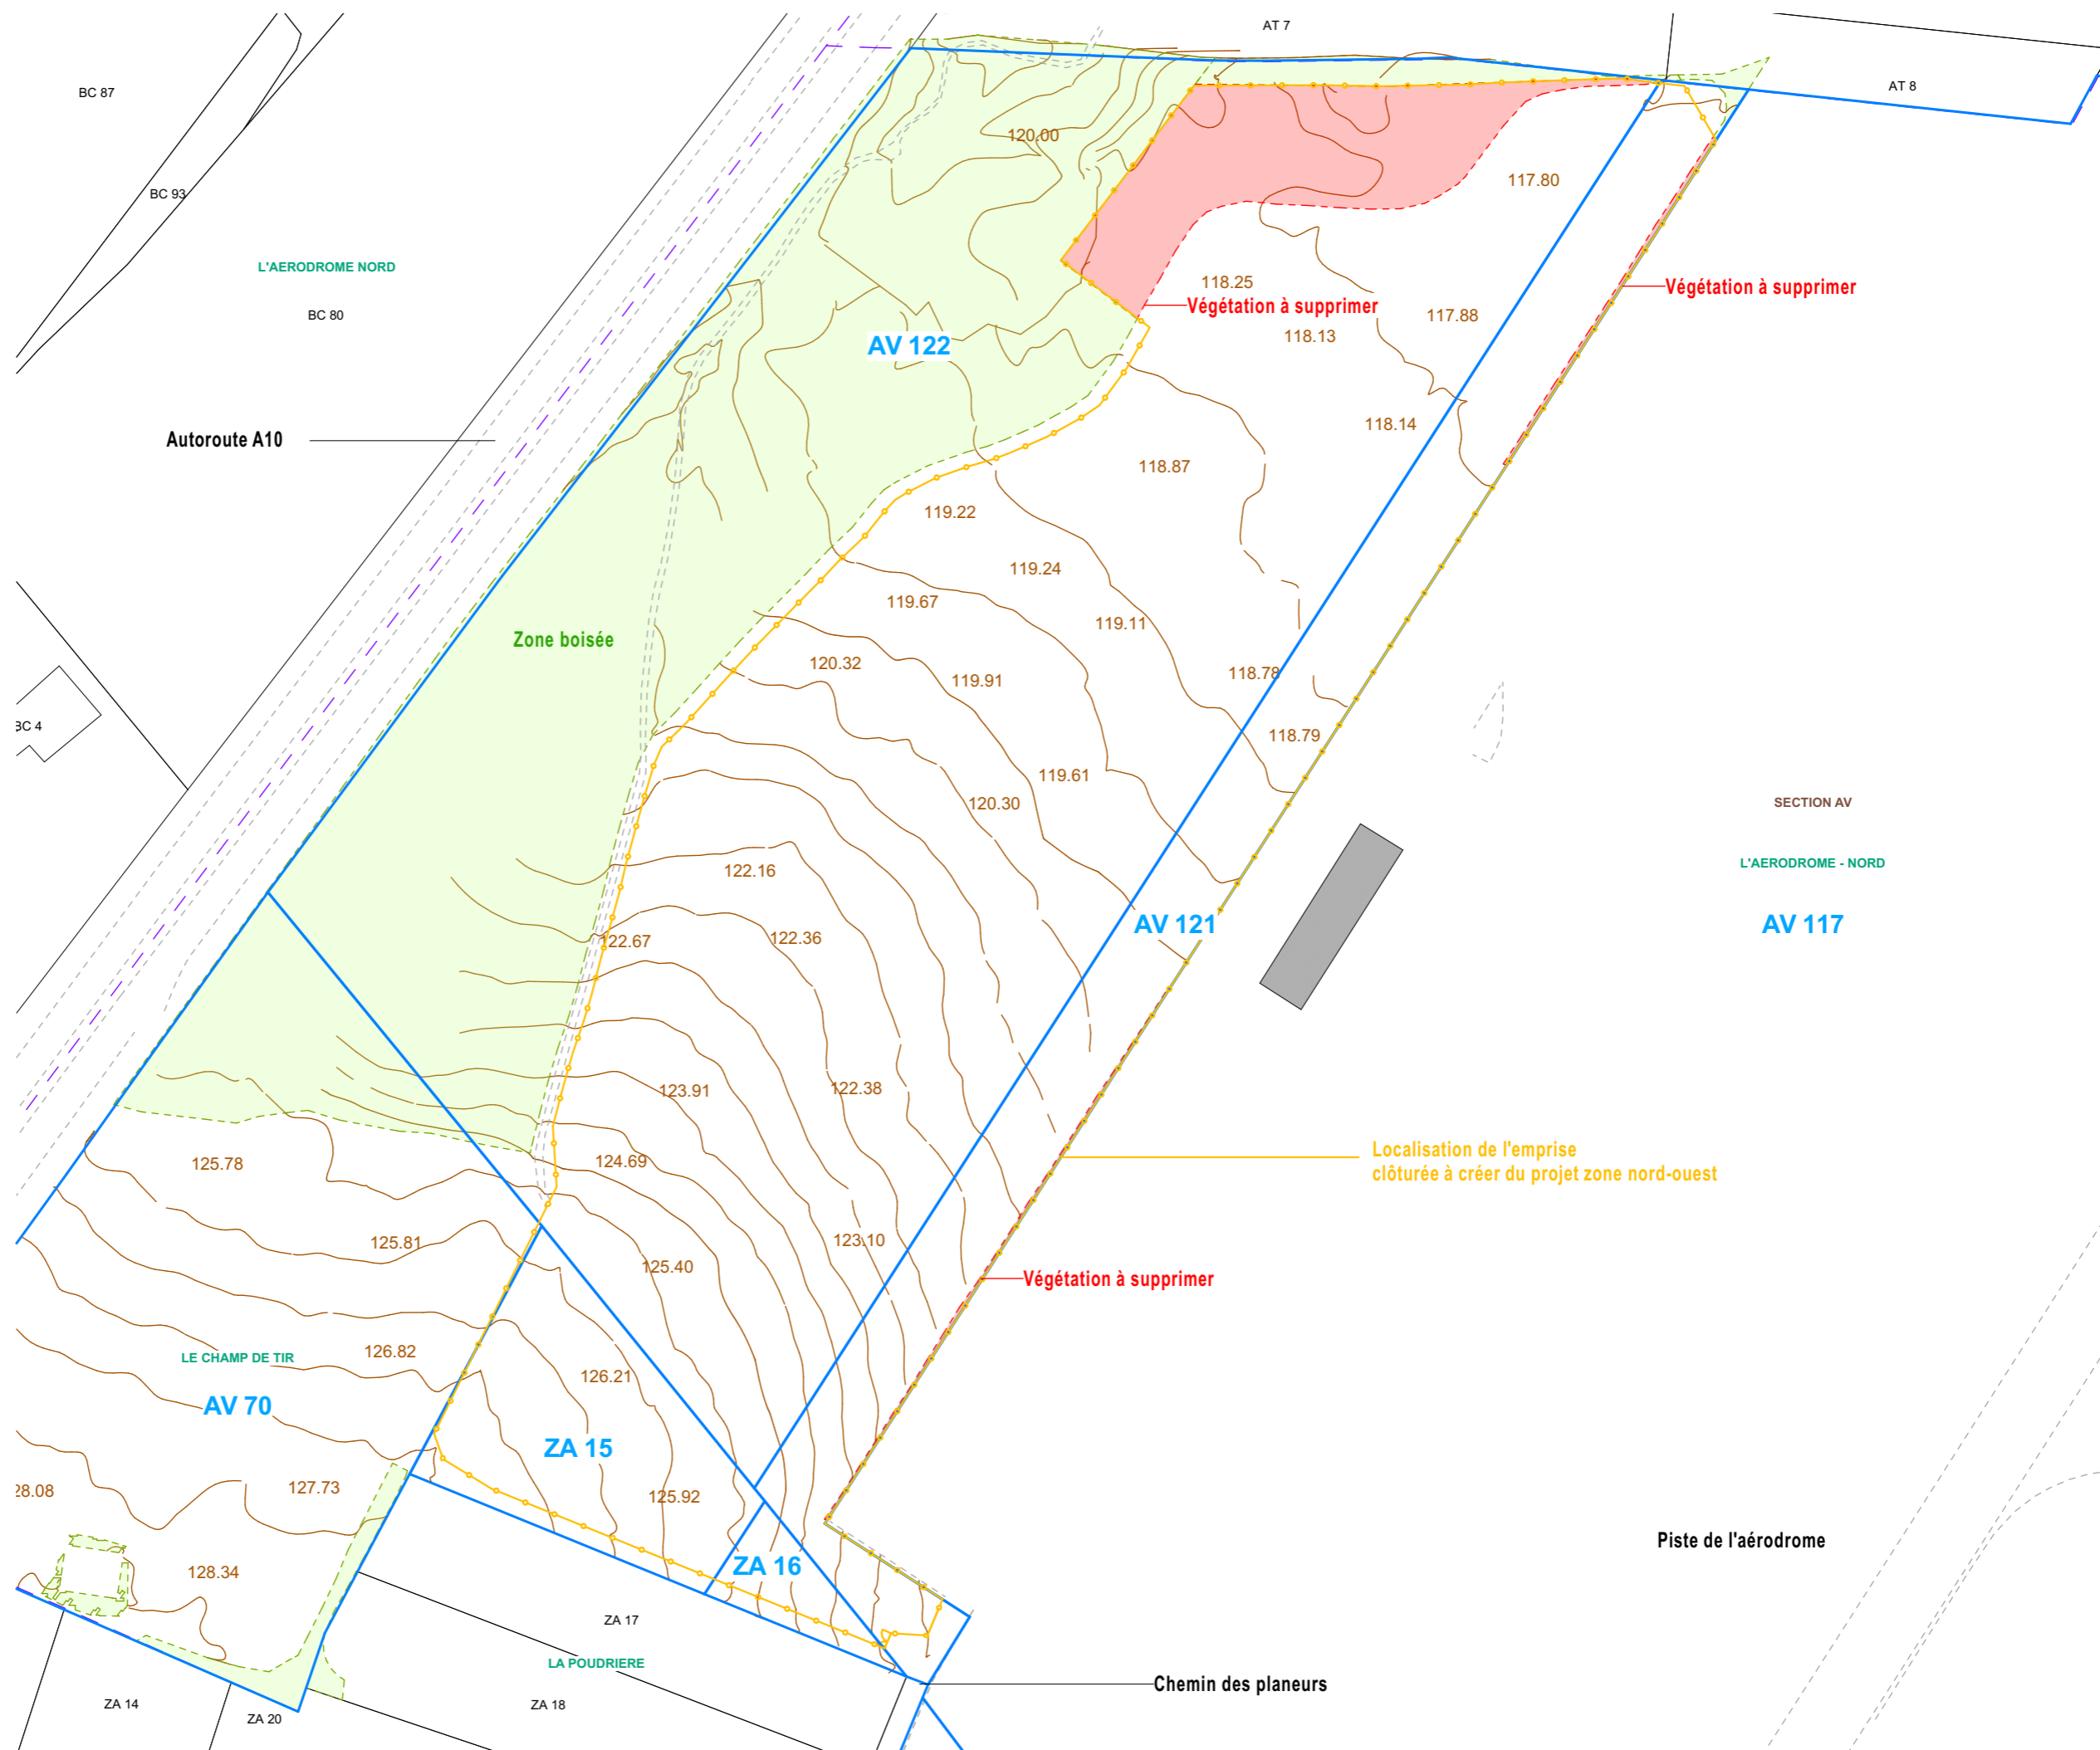 AT 7
AT 8
BC 87
120.00
117.80
BC 93
L'AERODROME NORD
118.25
Végétation à supprimer
Végétation à supprimer
BC 80
117.88
118.13
AV 122
118.14
Autoroute A10
118.87
119.22
119.24
119.67
119.11
Zone boisée
120.32
118.78
119.91
BC 4
118.79
119.61
120.30
SECTION AV
L'AERODROME - NORD
122.16
AV 121
AV 117
122.67
122.36
123.91
122.38
Localisation de l'emprise
clôturée à créer du projet zone nord-ouest
125.78
124.69
125.81
123.10
125.40
Végétation à supprimer
126.82
LE CHAMP DE TIR
126.21
AV 70
ZA 15
127.73
28.08
125.92
Piste de l'aérodrome
128.34
ZA 16
ZA 17
LA POUDRIERE
Chemin des planeurs
ZA 14
ZA 20
ZA 18